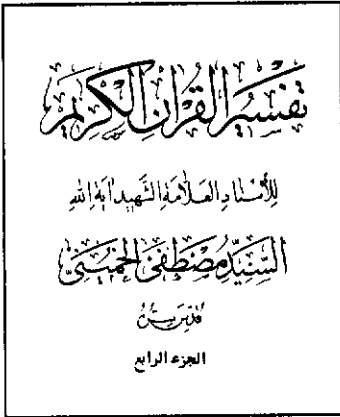 تفسير القرآن الكريم
للأستاذ العلامة الشهيد آية الله
السيد مصطفى الخميني
قدس سره
الجزء الرابع